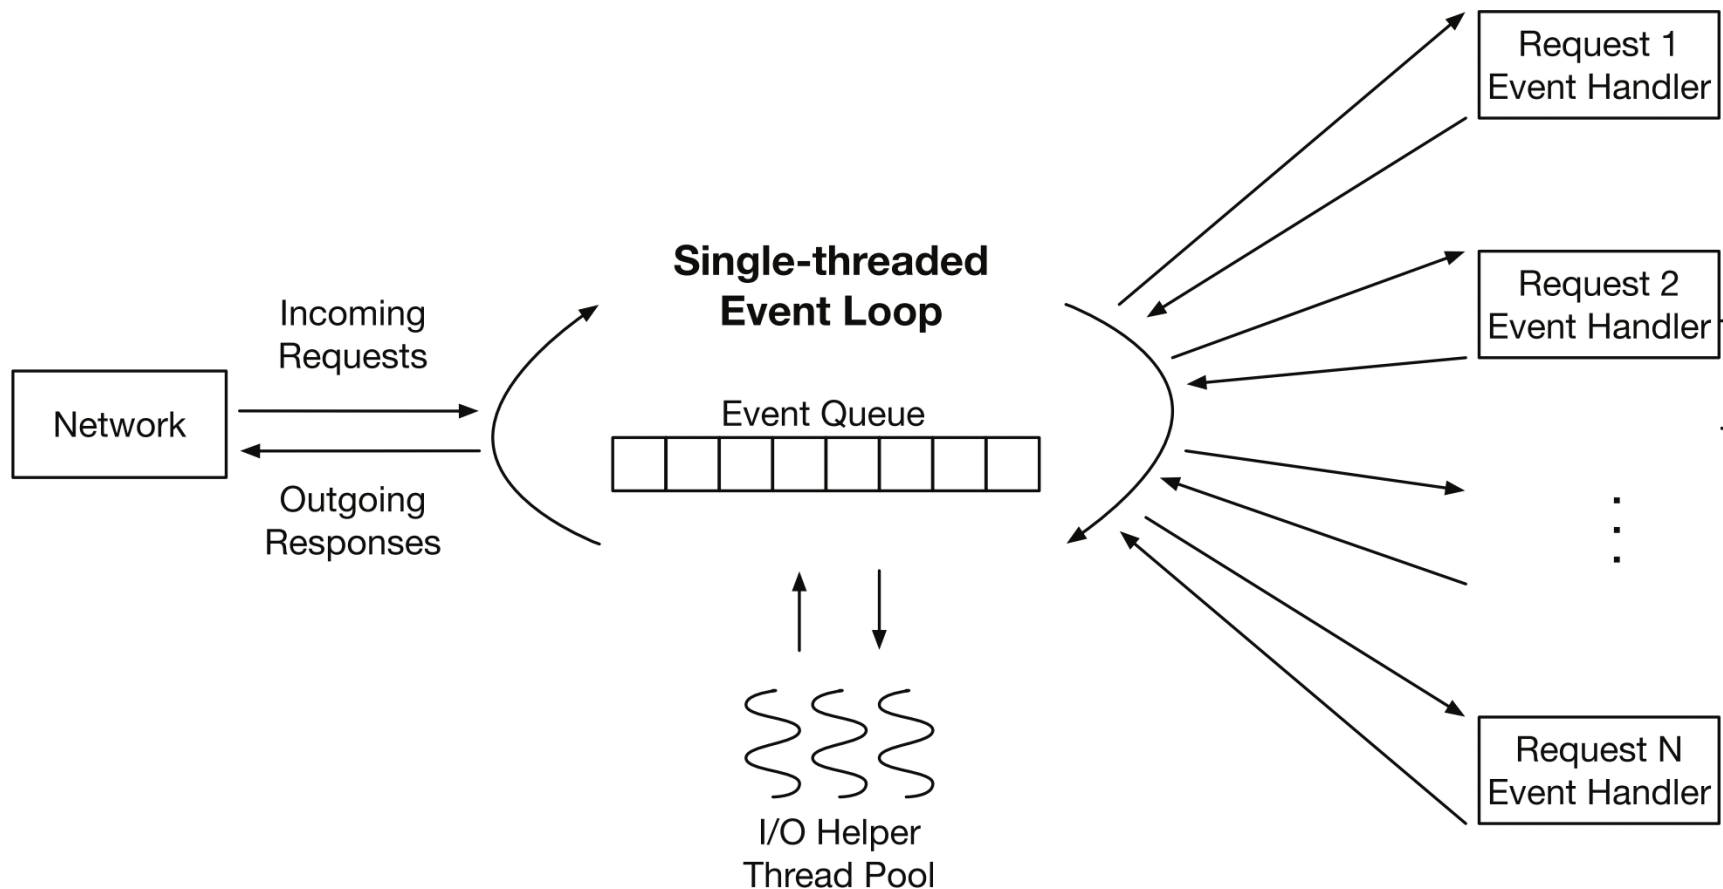 Request 1
Event Handler
Single-threaded
Event Loop
Incoming
Requests
Request 2
Event Handler
Network
Event Queue
Outgoing
Responses
Request N
Event Handler
I/O Helper
Thread Pool